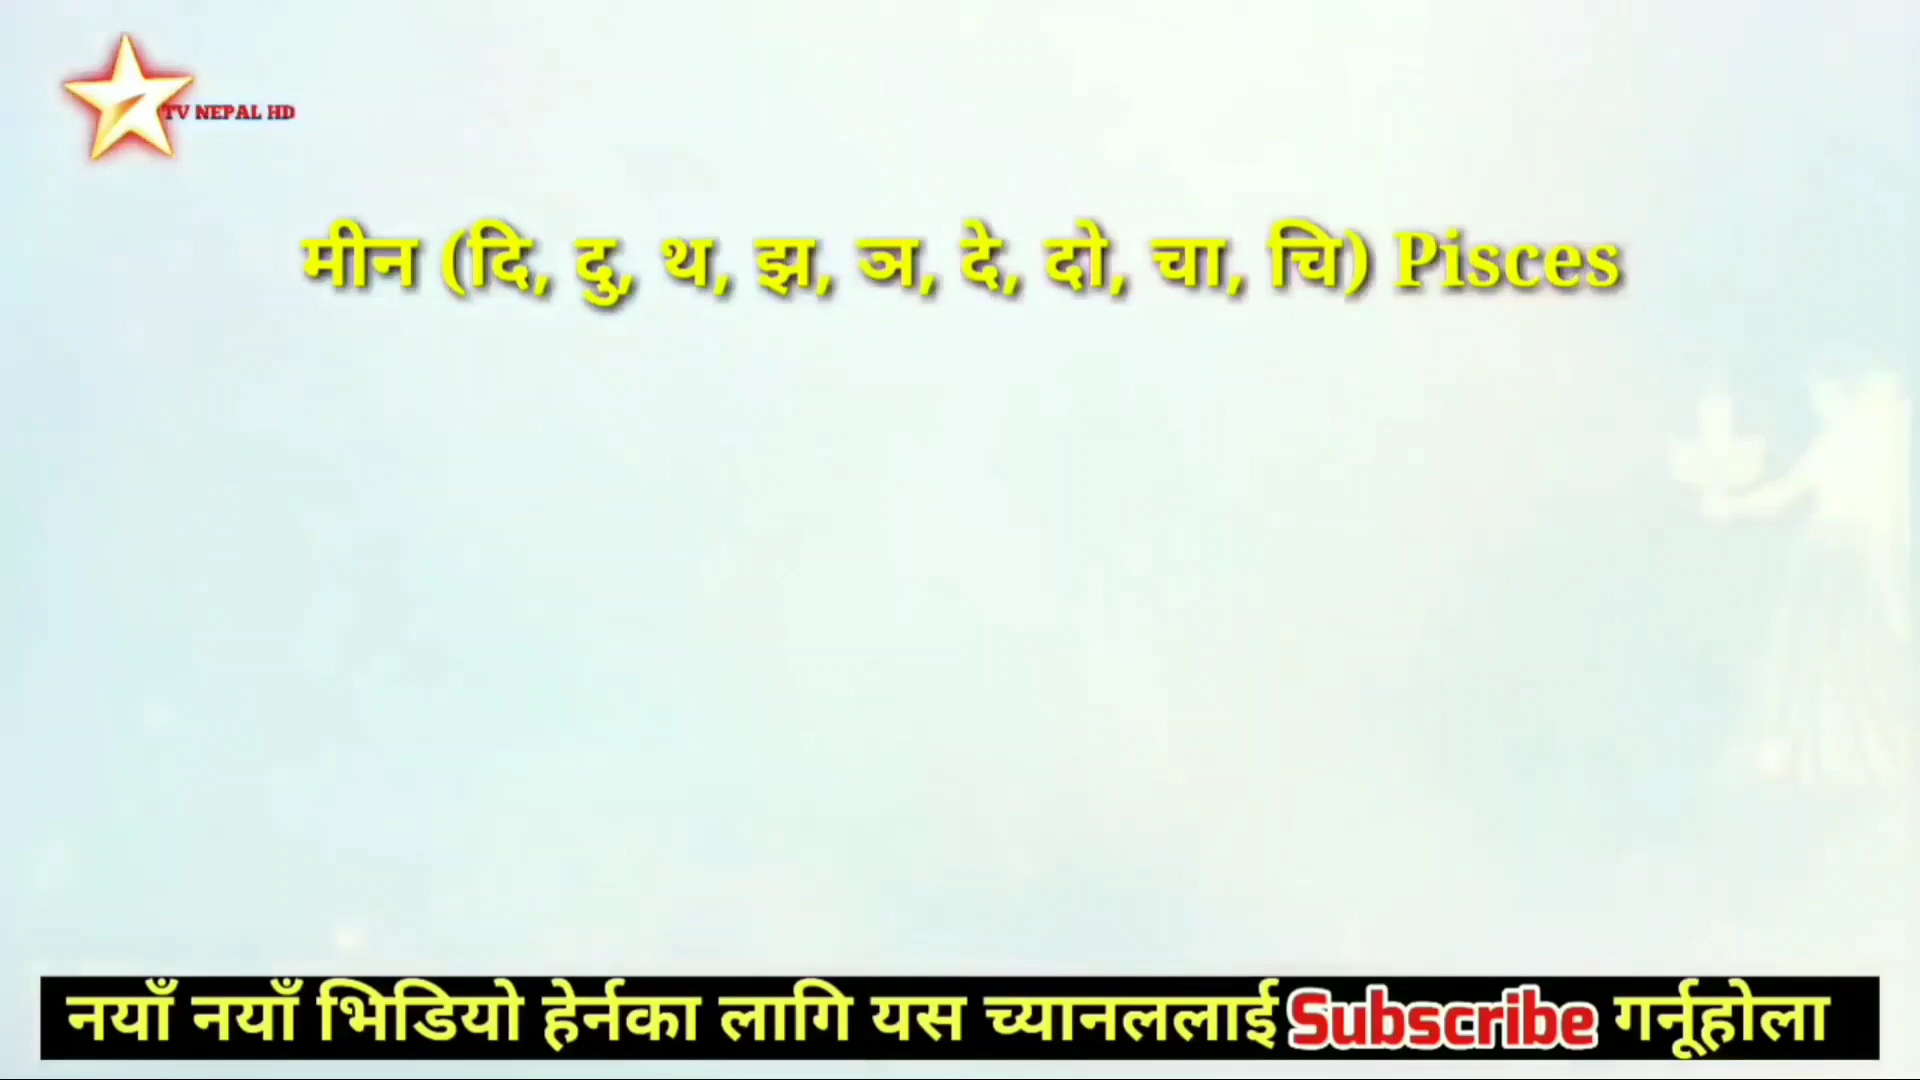 TV NEPAL HD
मीन (दि, दु, थ, झ, ञ, दे, दो, चा, चि) Pisces
नयाँ नयाँ भिडियो हेर्नका लागि यस च्यानललाई Subscribe गर्नूहोला